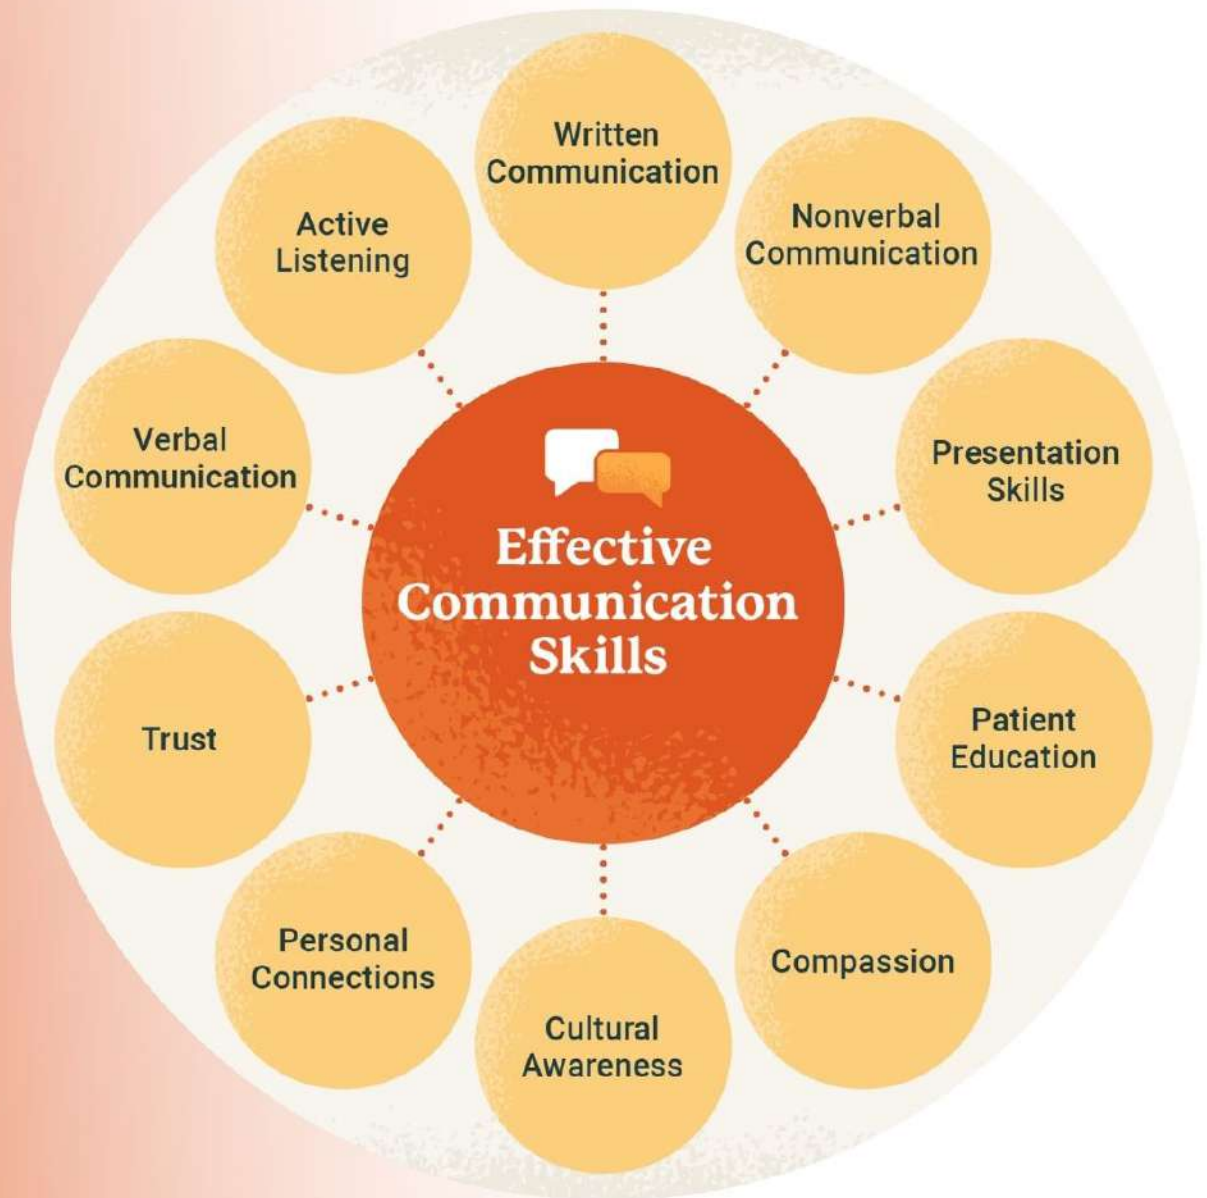 Written
Communication
Nonverbal
Communication
Presentation
Skills
Patient
Education
Compassion
Cultural
Awareness
Personal
Connections
Trust
Verbal
Communication
Active
Listening
Effective
Communication
Skills